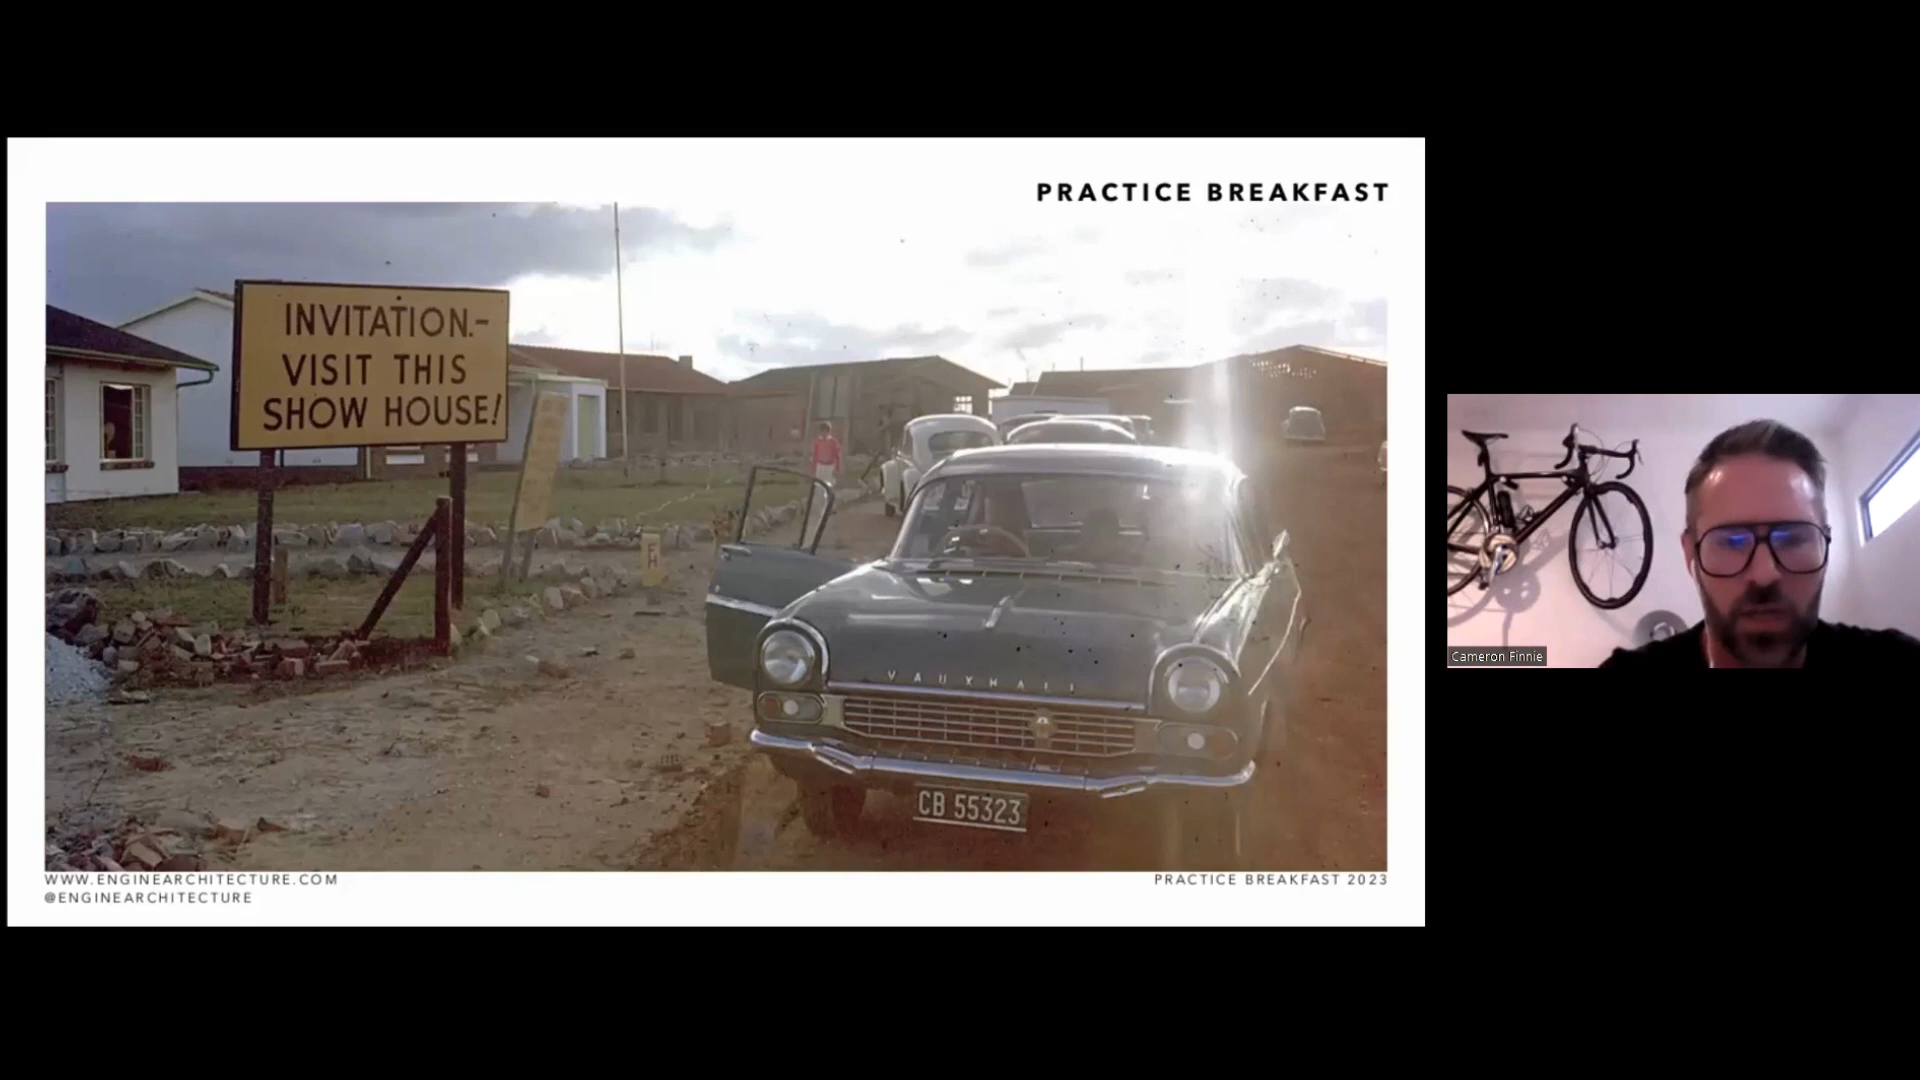 PRACTICE BREAKFAST
INVITATION.-
VISIT THIS
SHOW HOUSE!
FH
VAUXHALL
CB 55323
WWW.ENGINEARCHITECTURE.COM
@ENGINEARCHITECTURE
PRACTICE BREAKFAST 2023
Cameron Finnie